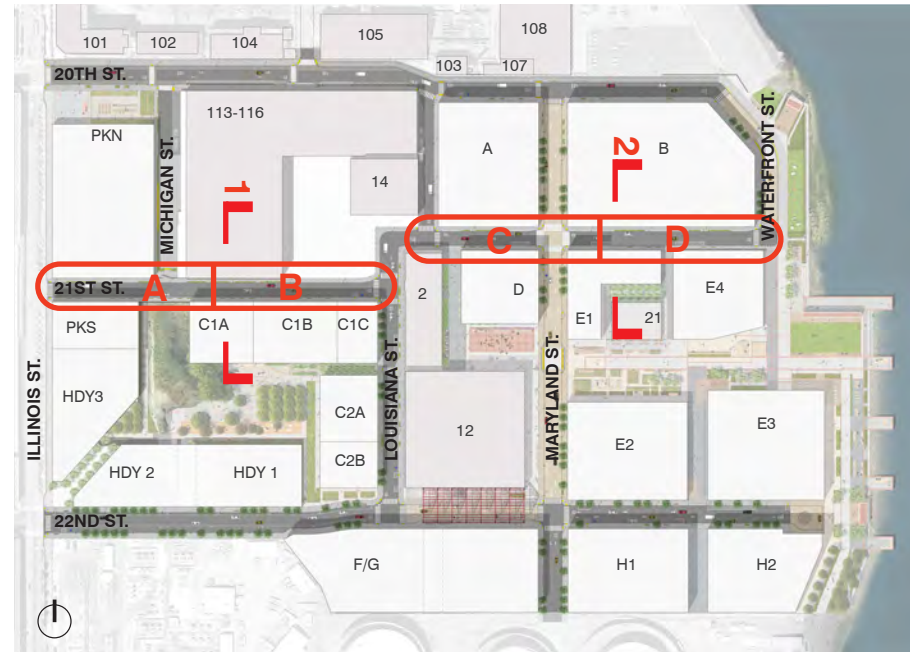 101
102
104
105
108
103
107
20TH ST.
PKN
MICHIGAN ST.
113-116
14
A
B
WATERFRONT ST.
1
2
A
B
C
D
21ST ST.
PKS
C1A
C1B
C1C
2
D
E1
21
E4
ILLINOIS ST.
HDY3
LOUISIANA ST.
MARYLAND ST.
C2A
C2B
12
E2
E3
HDY 2
HDY 1
22ND ST.
F/G
H1
H2